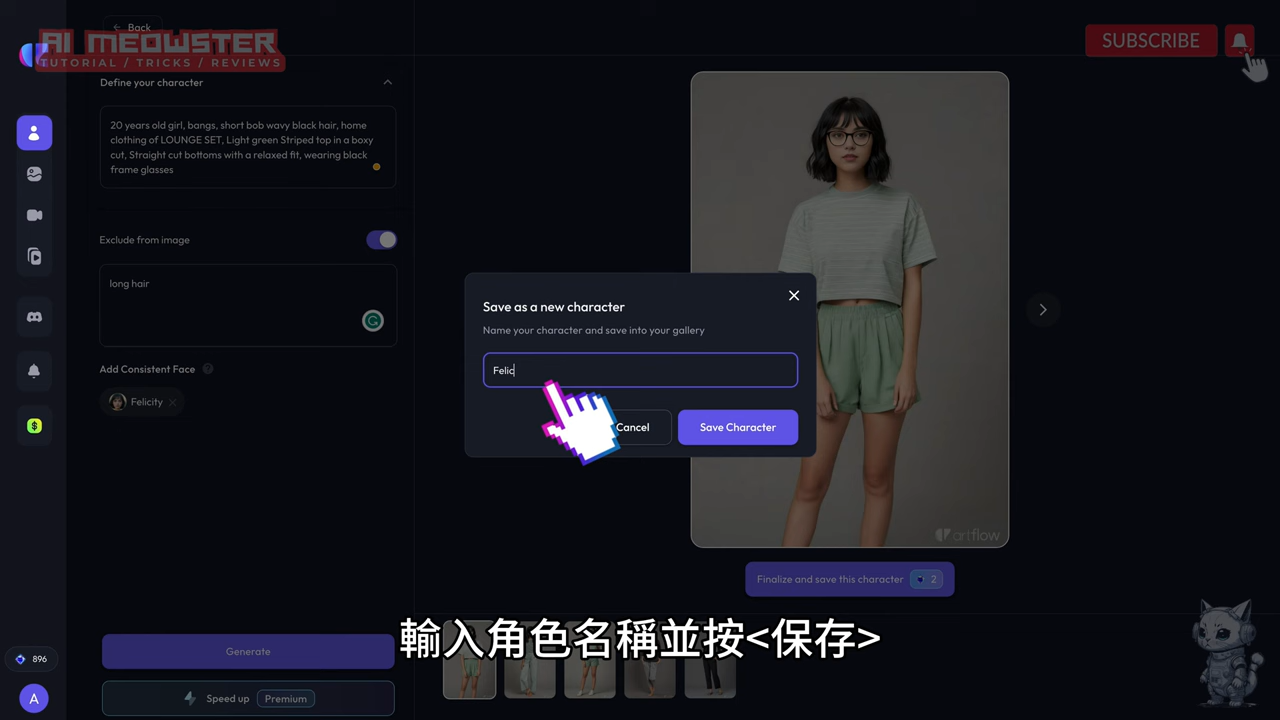 Back
AI MEOWSTER
TUTORIAL / TRICKS / REVIEWS
SUBSCRIBE
Define your character
20 years old girl, bangs, short bob wavy black hair, home
clothing of LOUNGE SET, Light green Striped top in a boxy
cut, Straight cut bottoms with a relaxed fit, wearing black
frame glasses
Exclude from image
long hair
Add Consistent Face
Felicity
Save as a new character
Name your character and save into your gallery
Felic
Cancel
Save Character
artflow
Finalize and save this character 2
輸入角色名稱並按<保存>
Generate
896
Speed up Premium
A